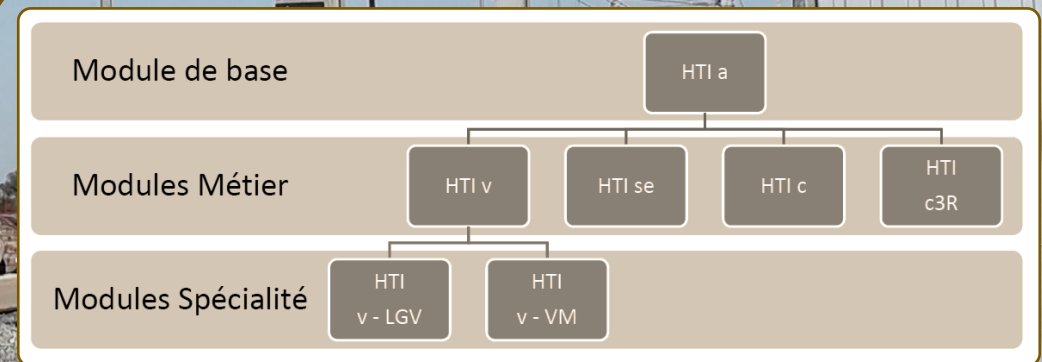 Module de base
HTI a
Modules Métier
HTI v
HTI se
HTI c
HTI
c3R
Modules Spécialité
HTI
v - LGV
HTI
v - VM